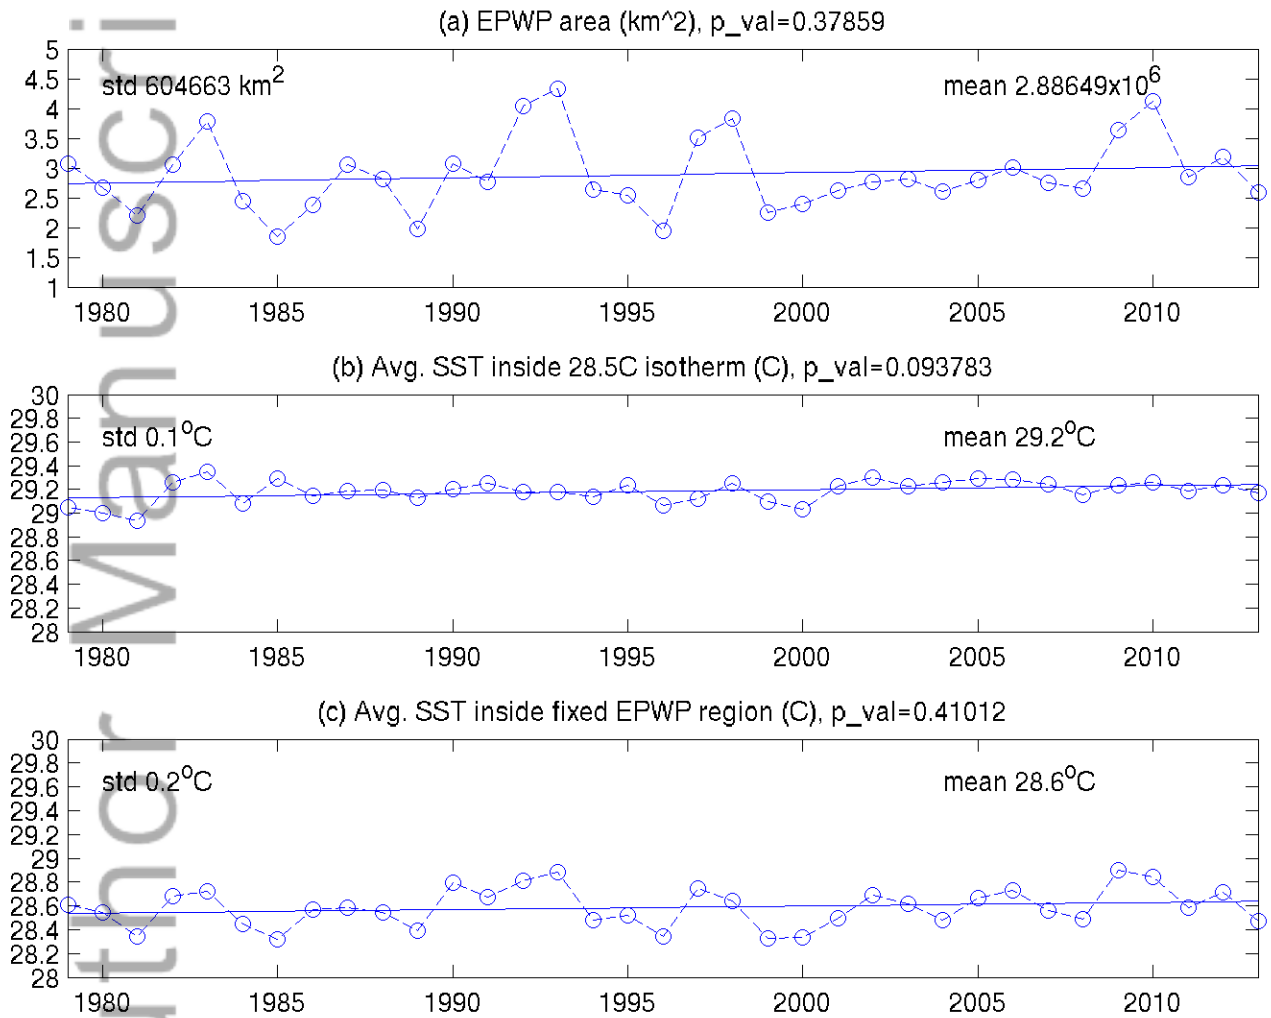 (a) EPWP area (km^2), p_val=0.37859
5
4.5
4
3.5
3
2.5
2
1.5
1
std 604663 km2
mean 2.88649x10^6
1980 1985 1990 1995 2000 2005 2010
(b) Avg. SST inside 28.5C isotherm (C), p_val=0.093783
30
29.8
29.6
29.4
29.2
29
28.8
28.6
28.4
28.2
28
std 0.1°C
mean 29.2°C
1980 1985 1990 1995 2000 2005 2010
(c) Avg. SST inside fixed EPWP region (C), p_val=0.41012
30
29.8
29.6
29.4
29.2
29
28.8
28.6
28.4
28.2
28
std 0.2°C
mean 28.6°C
1980 1985 1990 1995 2000 2005 2010
uthor Manuscri